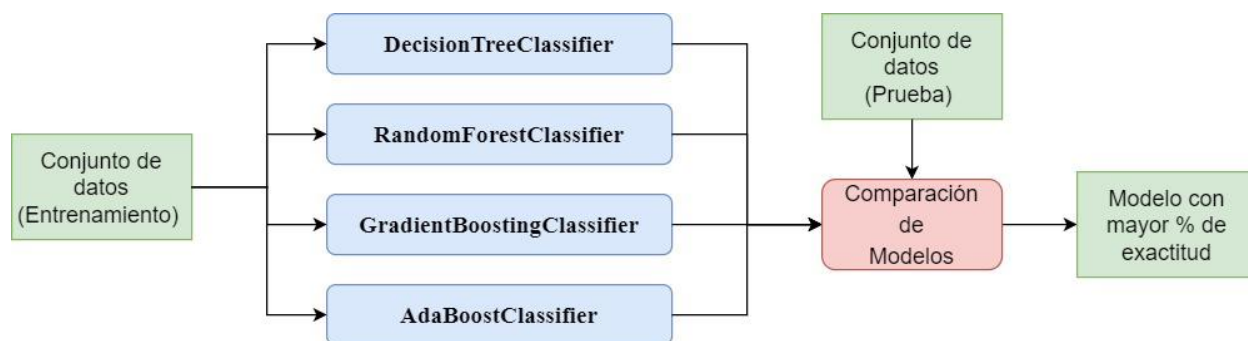 Conjunto de
datos
(Entrenamiento)
DecisionTreeClassifier
RandomForestClassifier
GradientBoostingClassifier
AdaBoostClassifier
Conjunto de
datos
(Prueba)
Comparación
de
Modelos
Modelo con
mayor % de
exactitud